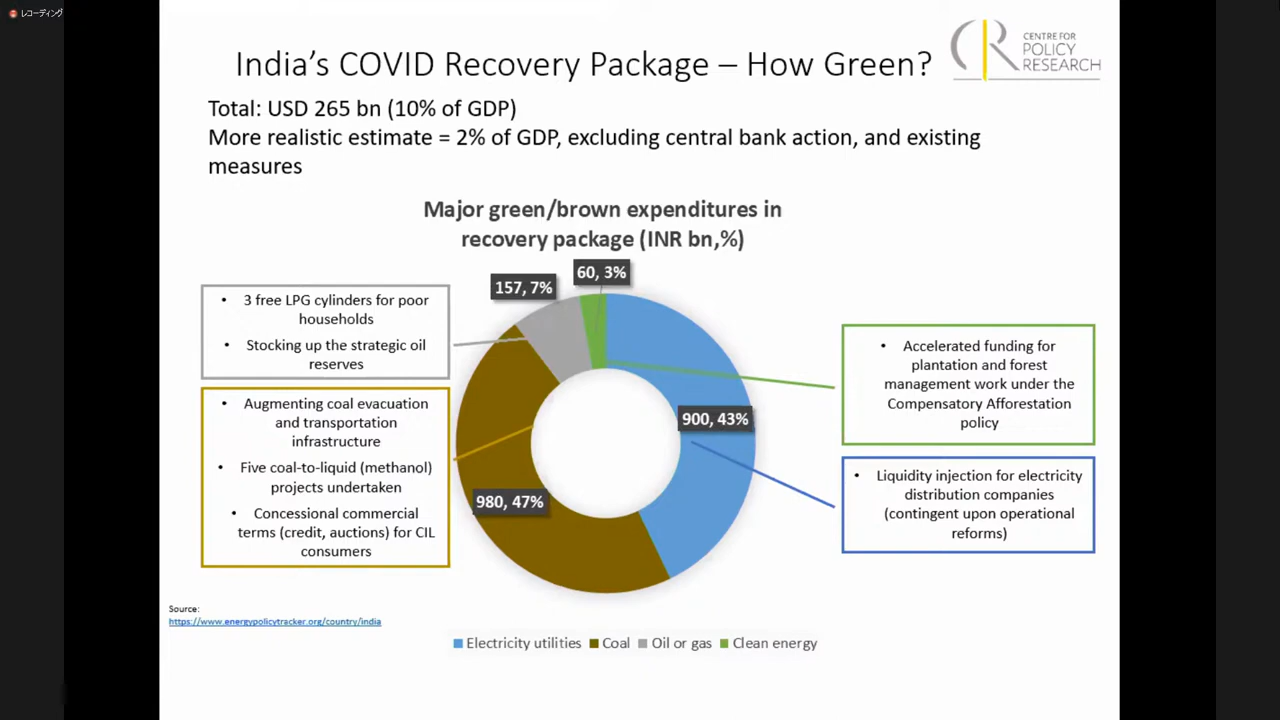 レコーディング
India's COVID Recovery Package – How Green?
CENTRE FOR
POLICY
RESEARCH
Total: USD 265 bn (10% of GDP)
More realistic estimate = 2% of GDP, excluding central bank action, and existing
measures
Major green/brown expenditures in
recovery package (INR bn,%)
60, 3%
157, 7%
900, 43%
980, 47%
• 3 free LPG cylinders for poor
households
• Stocking up the strategic oil
reserves
• Augmenting coal evacuation
and transportation
infrastructure
• Five coal-to-liquid (methanol)
projects undertaken
• Concessional commercial
terms (credit, auctions) for CIL
consumers
• Accelerated funding for
plantation and forest
management work under the
Compensatory Afforestation
policy
• Liquidity injection for electricity
distribution companies
(contingent upon operational
reforms)
Source:
https://www.energypolicytracker.org/country/india
Electricity utilities Coal Oil or gas Clean energy